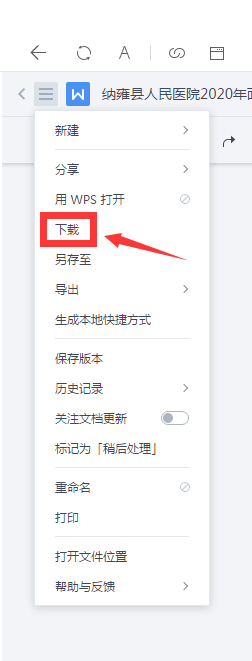 A
W 纳雍县人民医院2020年
新建
分享
用 WPS 打开
下载
另存至
导出
生成本地快捷方式
保存版本
历史记录
关注文档更新
标记为「稍后处理」
重命名
打印
打开文件位置
帮助与反馈